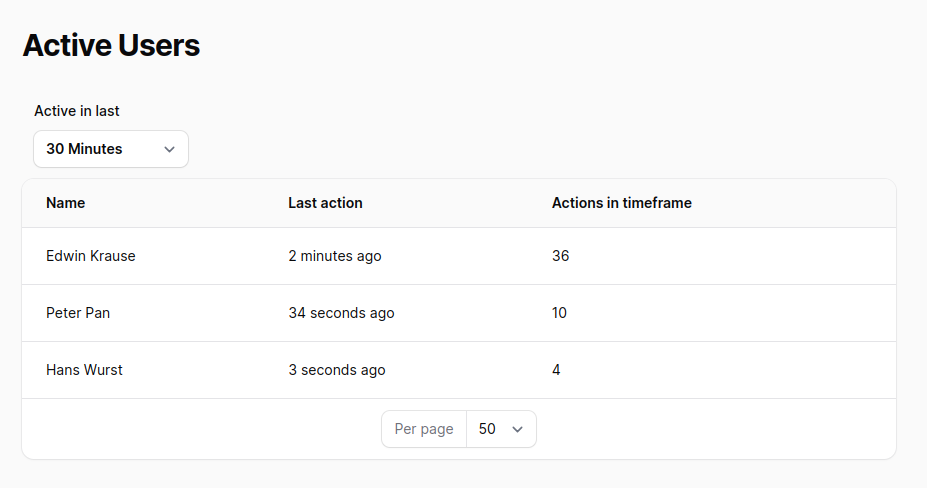 Active Users
Active in last
30 Minutes
Name Last action Actions in timeframe
Edwin Krause 2 minutes ago 36
Peter Pan 34 seconds ago 10
Hans Wurst 3 seconds ago 4
Per page 50